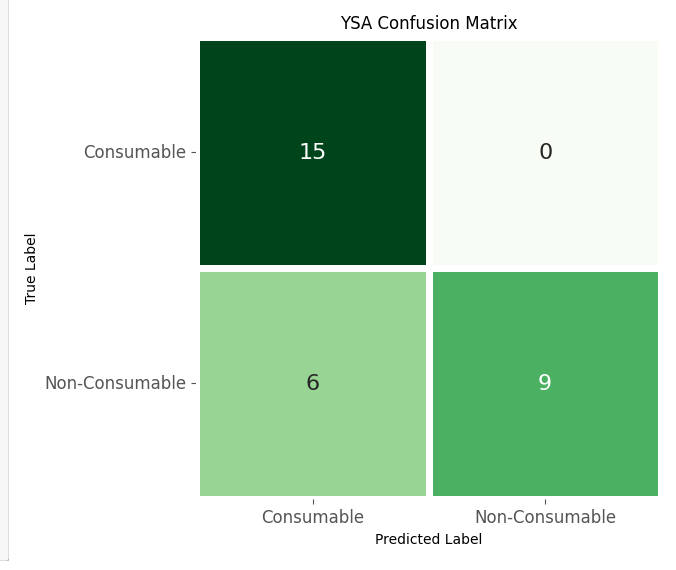 YSA Confusion Matrix
Consumable
15
0
True Label
Non-Consumable
6
9
Consumable
Non-Consumable
Predicted Label